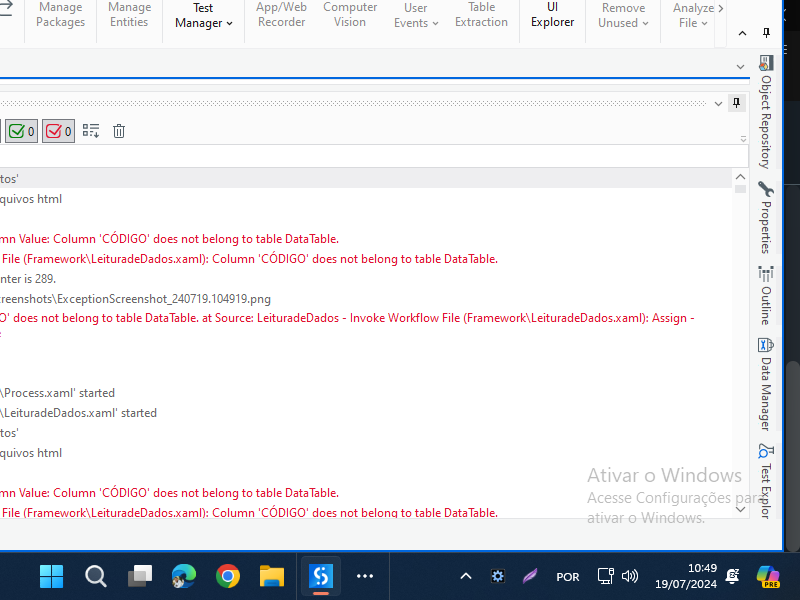 Manage Packages
Manage Entities
Test Manager
App/Web Recorder
Computer Vision
User Events
Table Extraction
UI Explorer
Remove Unused
Analyze File
0
0
Object Repository
Properties
Outline
Data Manager
Test Explor
tos'
quivos html
mn Value: Column 'CÓDIGO' does not belong to table DataTable.
File (Framework\LeituradeDados.xaml): Column 'CÓDIGO' does not belong to table DataTable.
nter is 289.
creenshots\ExceptionScreenshot_240719.104919.png
O' does not belong to table DataTable. at Source: LeituradeDados - Invoke Workflow File (Framework\LeituradeDados.xaml): Assign -
\Process.xaml' started
\LeituradeDados.xaml' started
tos'
quivos html
mn Value: Column 'CÓDIGO' does not belong to table DataTable.
File (Framework\LeituradeDados.xaml): Column 'CÓDIGO' does not belong to table DataTable.
Ativar o Windows
Acesse Configurações para
ativar o Windows.
POR
10:49
19/07/2024
PRE